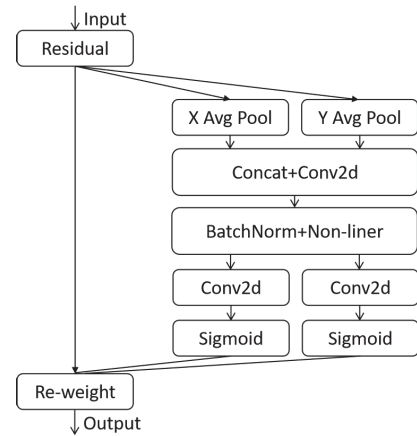 Input
Residual
X Avg Pool
Y Avg Pool
Concat+Conv2d
BatchNorm+Non-liner
Conv2d
Conv2d
Sigmoid
Sigmoid
Re-weight
Output